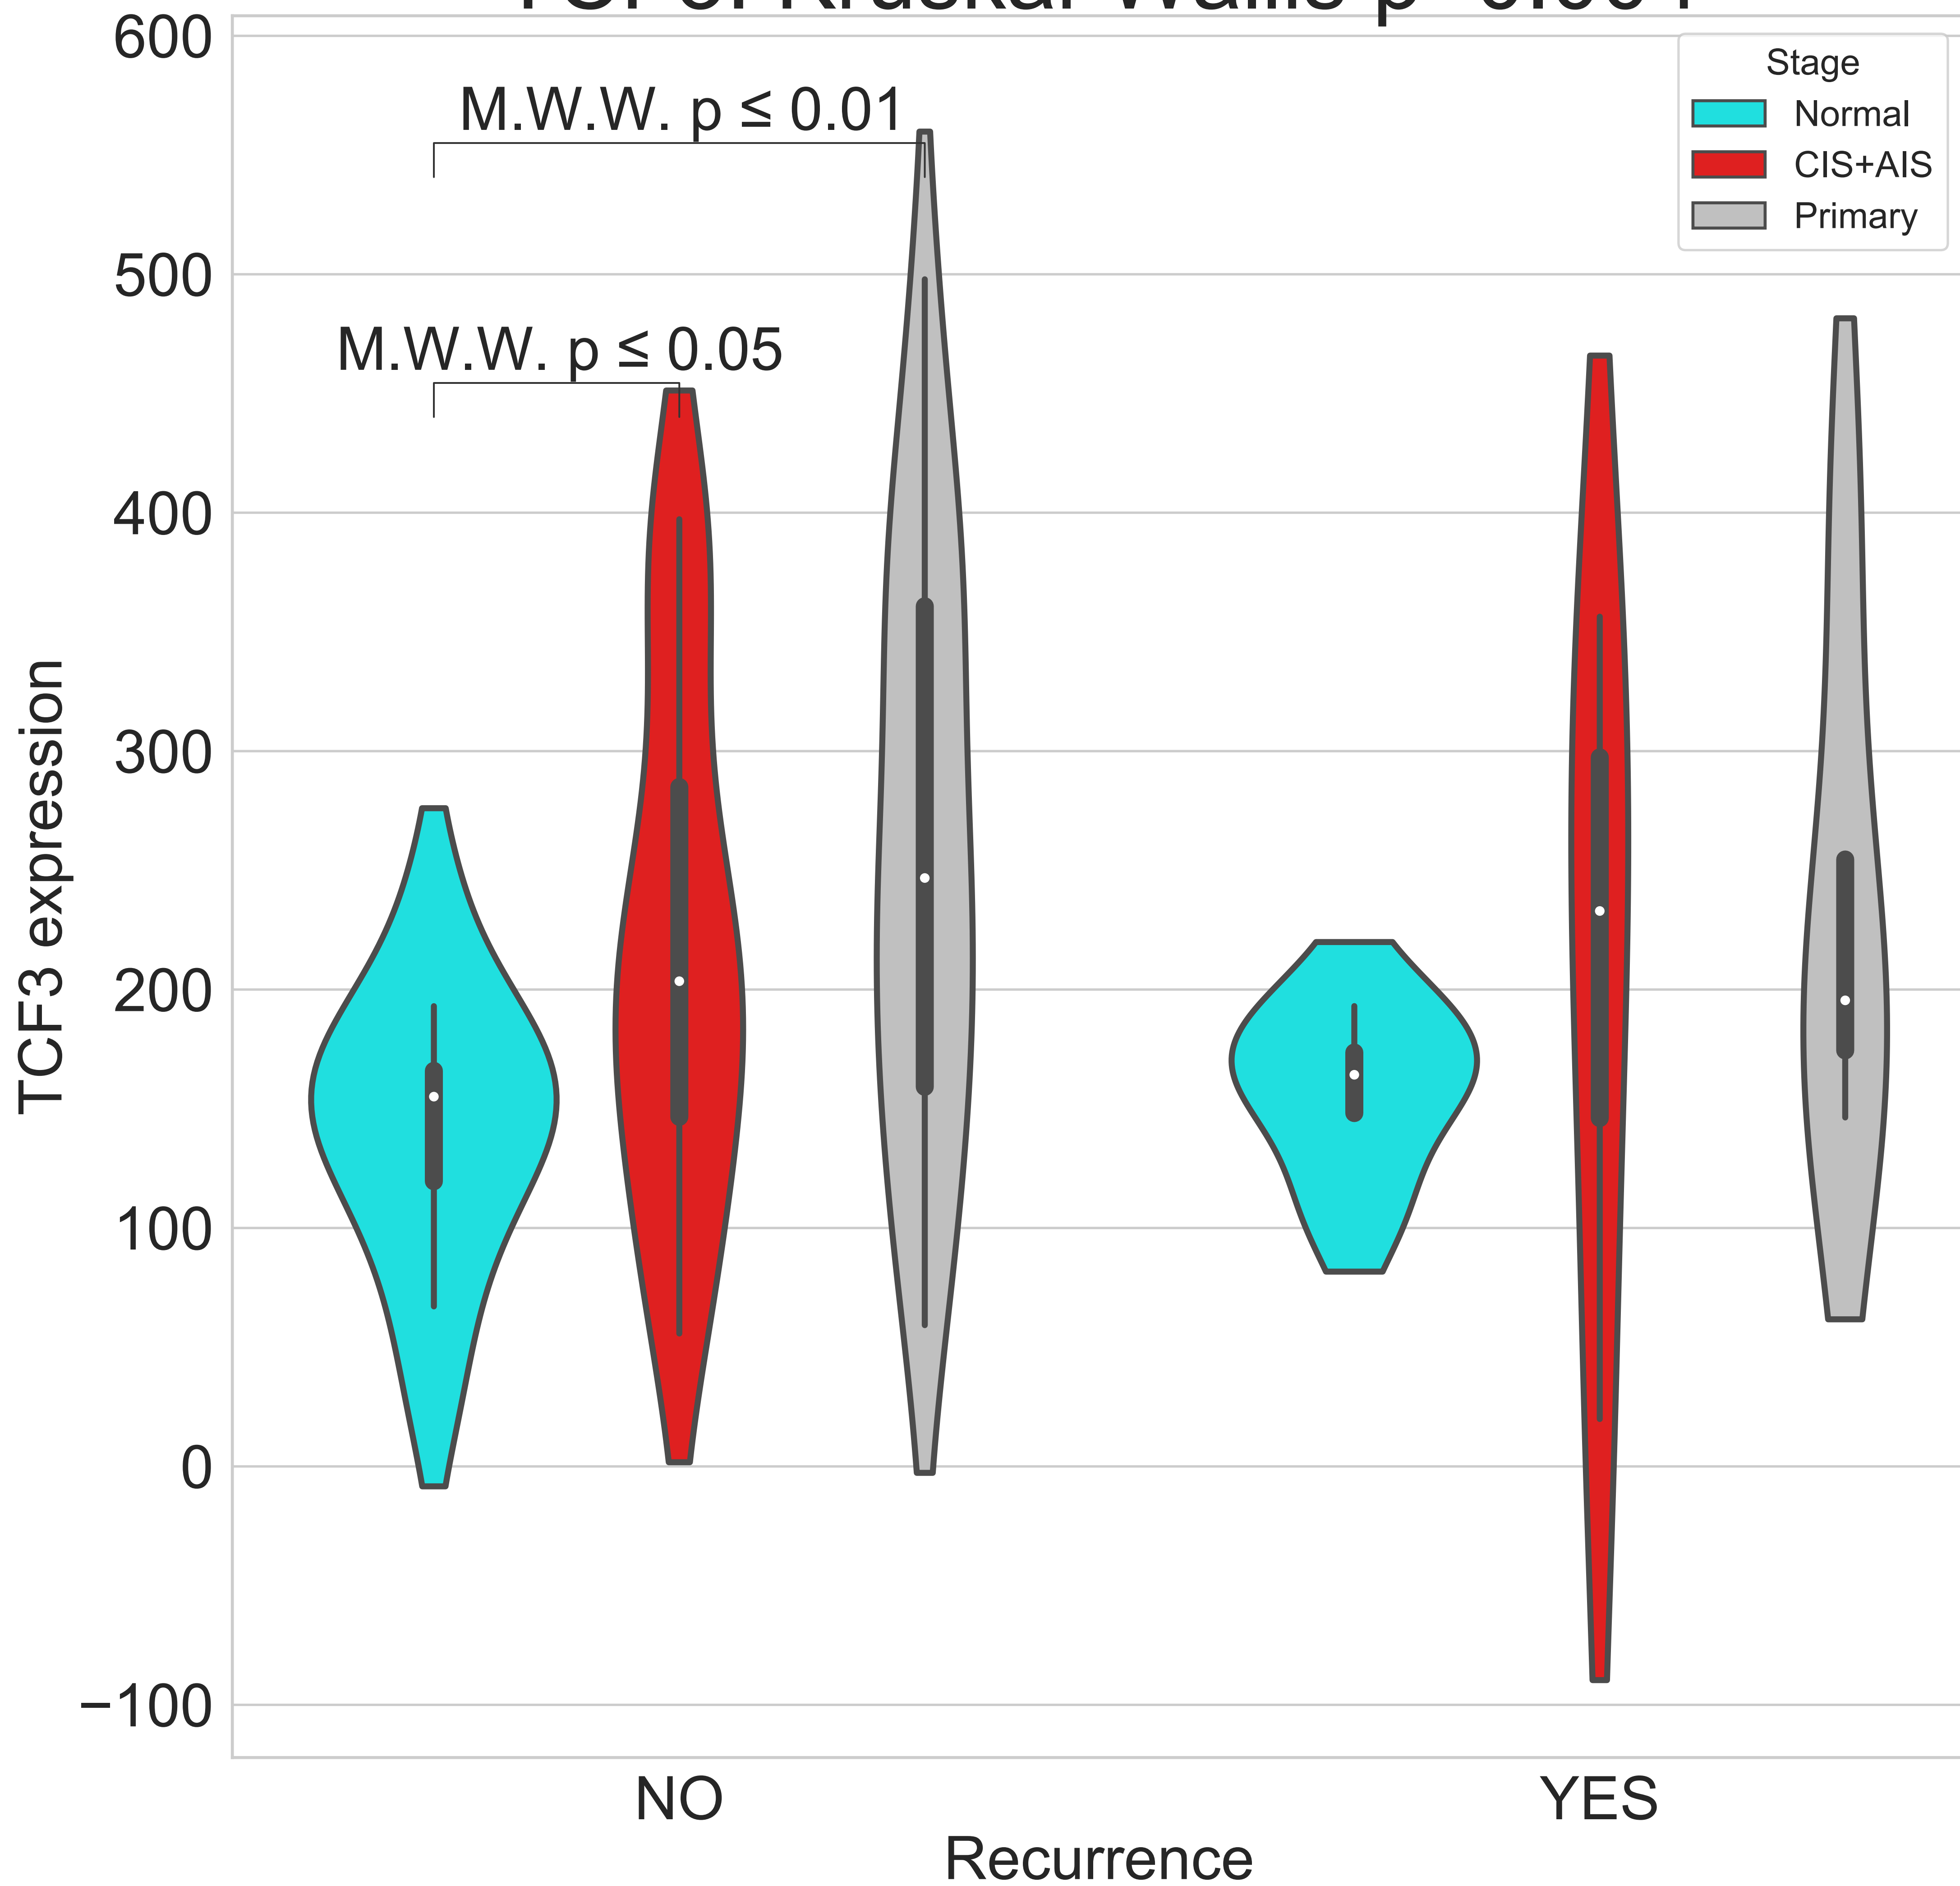 600
500
400
300
200
100
0
−100
TCF3 expression
M.W.W. p ≤ 0.01
M.W.W. p ≤ 0.05
Stage
Normal
CIS+AIS
Primary
NO
YES
Recurrence